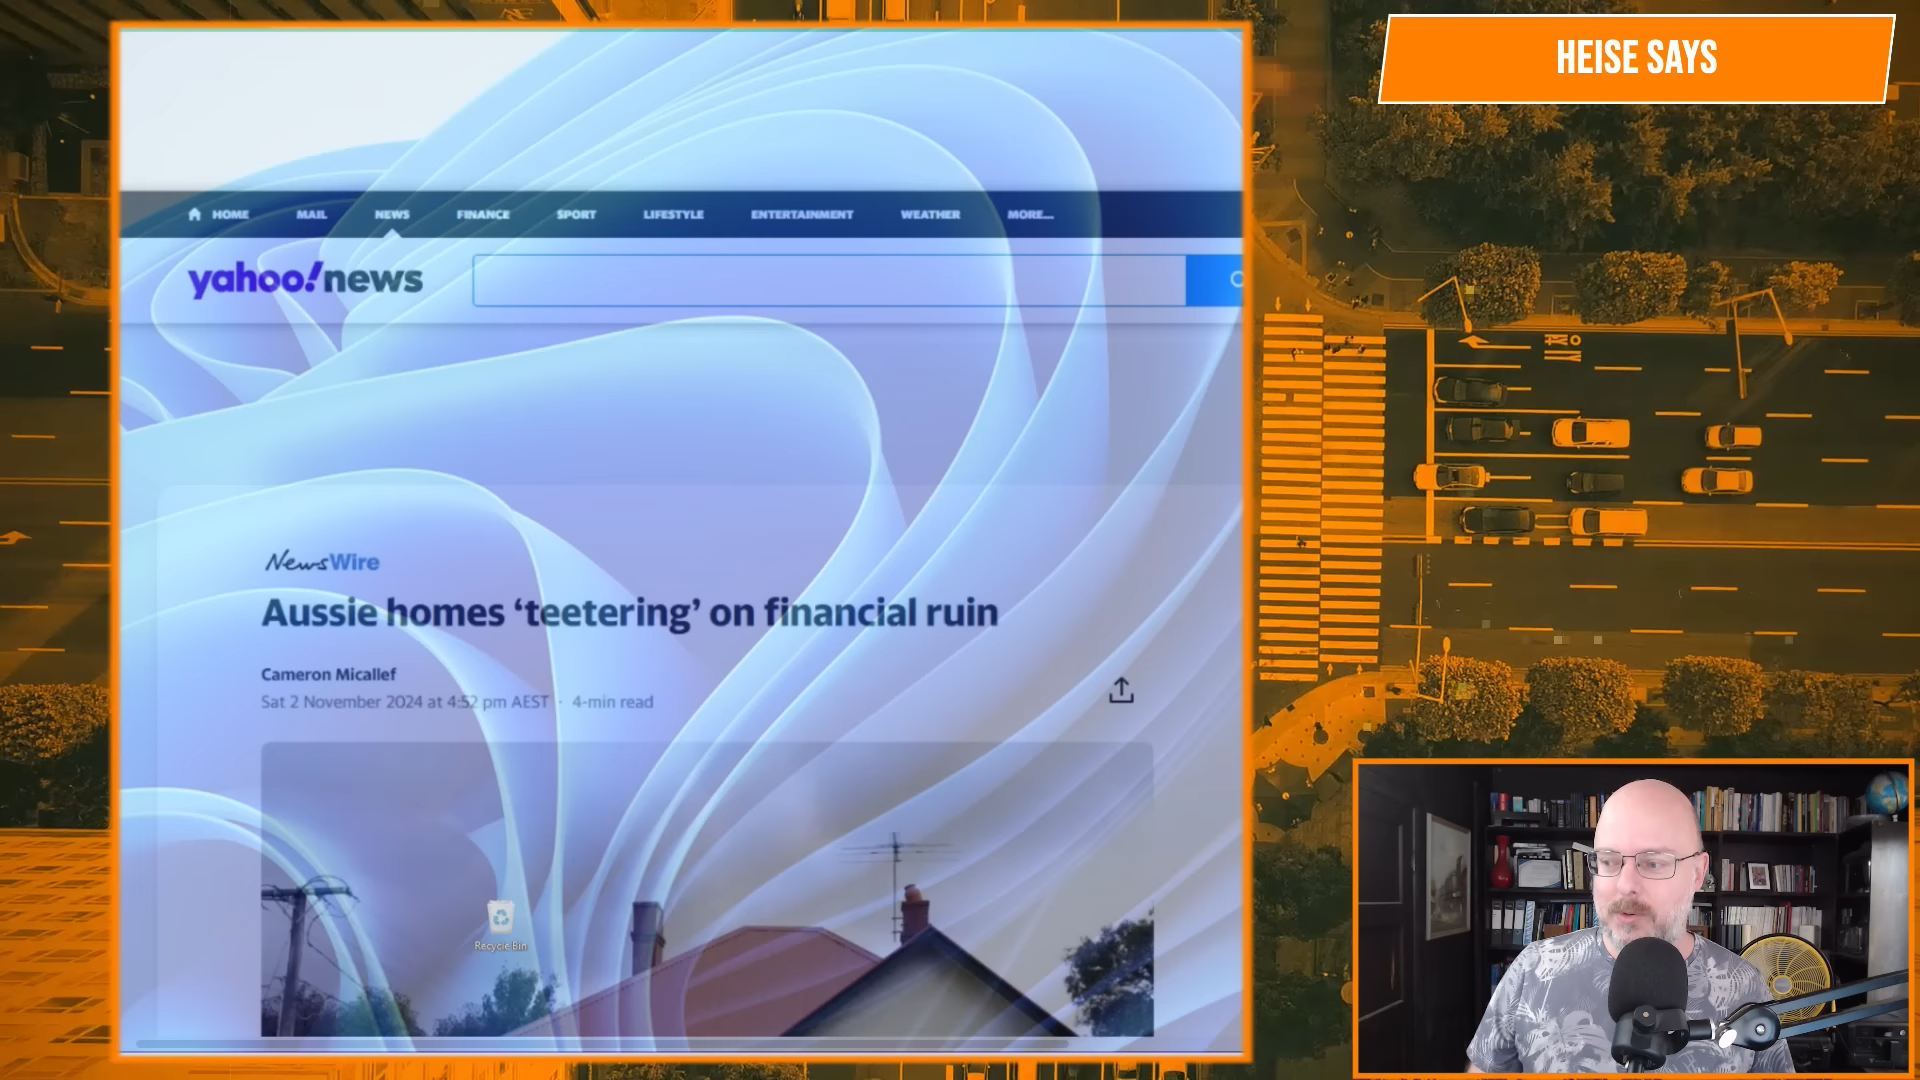 HEISE SAYS
HOME MAIL NEWS FINANCE SPORT LIFESTYLE ENTERTAINMENT WEATHER MORE...
yahoo!news
NewsWire
Aussie homes ‘teetering’ on financial ruin
Cameron Micallef
Sat 2 November 2024 at 4:52 pm AEST · 4-min read
Recycle Bin